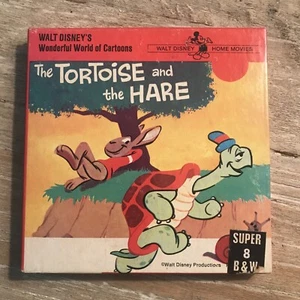 WALT DISNEY'S
Wonderful World of Cartoons
WALT DISNEY HOME MOVIES
The TORTOISE and
the HARE
©Walt Disney Productions
SUPER
8
B&W